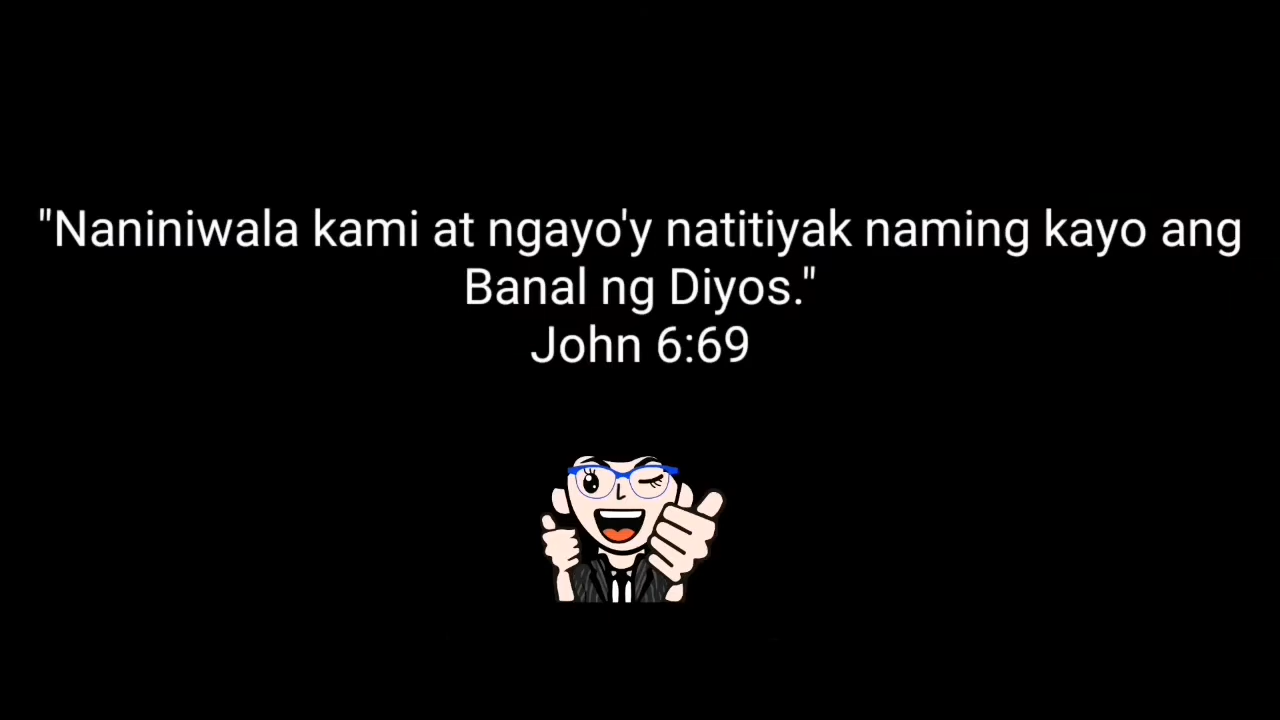 "Naniniwala kami at ngayo'y natitiyak naming kayo ang
Banal ng Diyos."
John 6:69